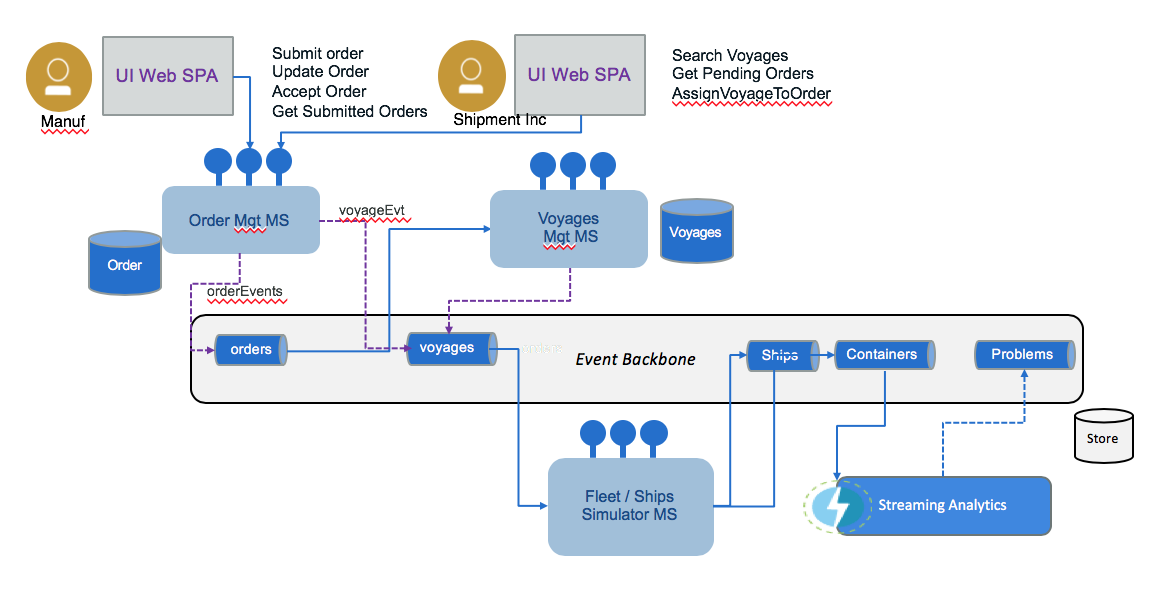 UI Web SPA
Manuf
Submit order
Update Order
Accept Order
Get Submitted Orders
UI Web SPA
Shipment Inc
Search Voyages
Get Pending Orders
AssignVoyageToOrder
Order Mgt MS
Order
voyageEvt
orderEvents
Voyages
Mgt MS
Voyages
orders
voyages
Event Backbone
Ships
Containers
Problems
Store
Fleet / Ships
Simulator MS
Streaming Analytics